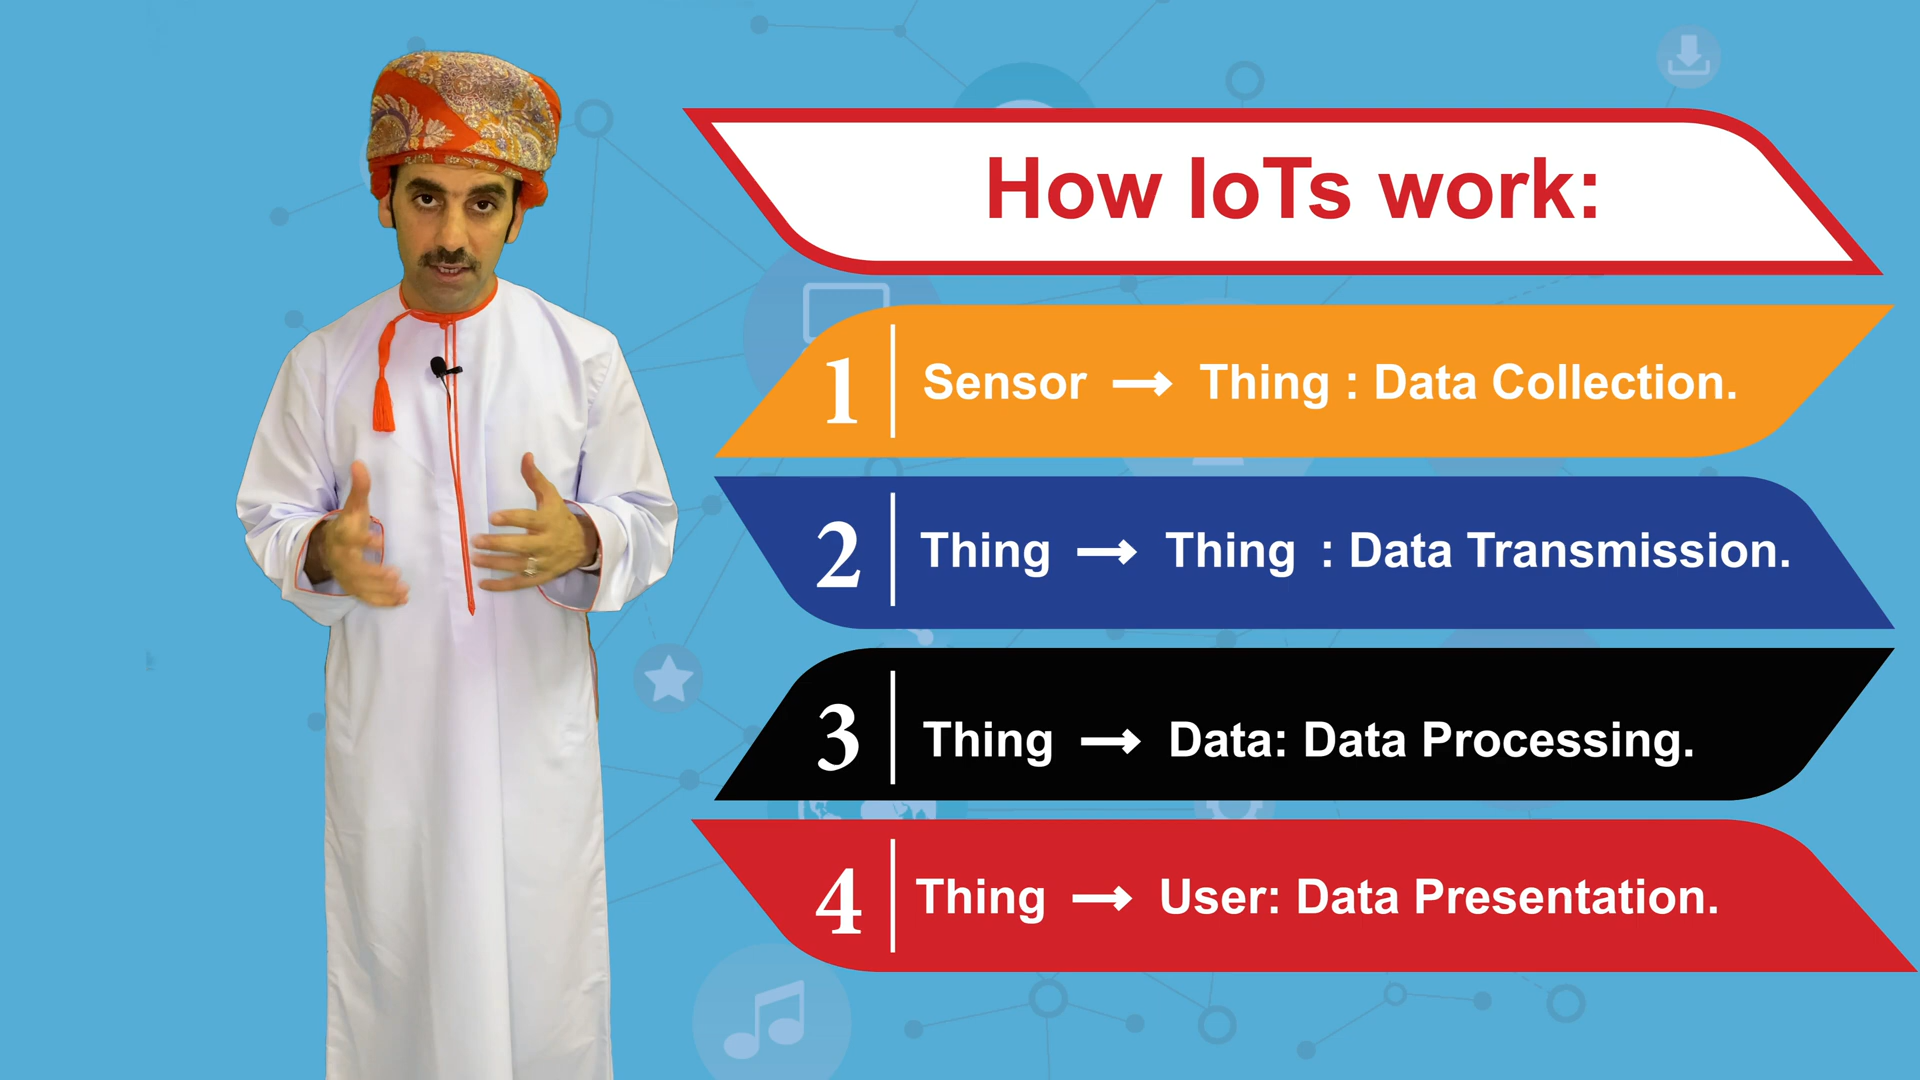 How IoTs work:
1 Sensor → Thing : Data Collection.
2 Thing → Thing : Data Transmission.
3 Thing → Data: Data Processing.
4 Thing → User: Data Presentation.